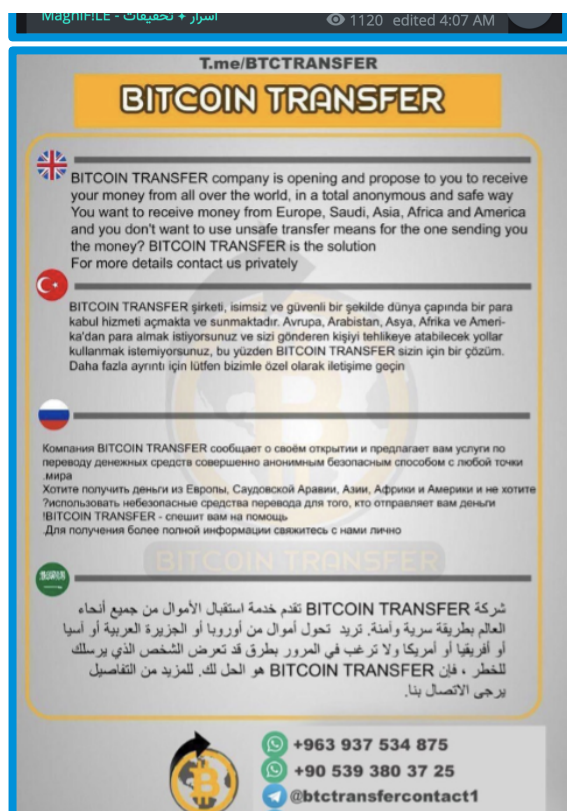 اسرار + تحقيقات - MagnIF!LE
1120 edited 4:07 AM
T.me/BTCTRANSFER
BITCOIN TRANSFER
BITCOIN TRANSFER company is opening and propose to you to receive
your money from all over the world, in a total anonymous and safe way
You want to receive money from Europe, Saudi, Asia, Africa and America
and you don't want to use unsafe transfer means for the one sending you
the money? BITCOIN TRANSFER is the solution
For more details contact us privately
BITCOIN TRANSFER şirketi, isimsiz ve güvenli bir şekilde dünya çapında bir para
kabul hizmeti açmakta ve sunmaktadır. Avrupa, Arabistan, Asya, Afrika ve Ameri-
ka'dan para almak istiyorsunuz ve sizi gönderen kişiyi tehlikeye atabilecek yollar
kullanmak istemiyorsunuz, bu yüzden BITCOIN TRANSFER sizin için bir çözüm.
Daha fazla ayrıntı için lütfen bizimle özel olarak iletişime geçin
Компания BITCOIN TRANSFER сообщает о своём открытии и предлагает вам услуги по
переводу денежных средств совершенно анонимным безопасным способом с любой точки
.мира
Хотите получить деньги из Европы, Саудовской Аравии, Азии, Африки и Америки и не хотите
?использовать небезопасные средства перевода для того, кто отправляет вам деньги
!BITCOIN TRANSFER - спешит вам на помощь
.Для получения более полной информации свяжитесь с нами лично
BITCOIN TRANSFER
شركة BITCOIN TRANSFER تقدم خدمة استقبال الأموال من جميع أنحاء
العالم بطريقة سرية وآمنة. تريد تحول أموال من أوروبا أو الجزيرة العربية أو آسيا
أو أفريقيا أو أمريكا ولا ترغب في المرور بطرق قد تعرض الشخص الذي يرسلك
للخطر ، فإن BITCOIN TRANSFER هو الحل لك. للمزيد من التفاصيل
يرجى الاتصال بنا.
+963 937 534 875
+90 539 380 37 25
@btctransfercontact1